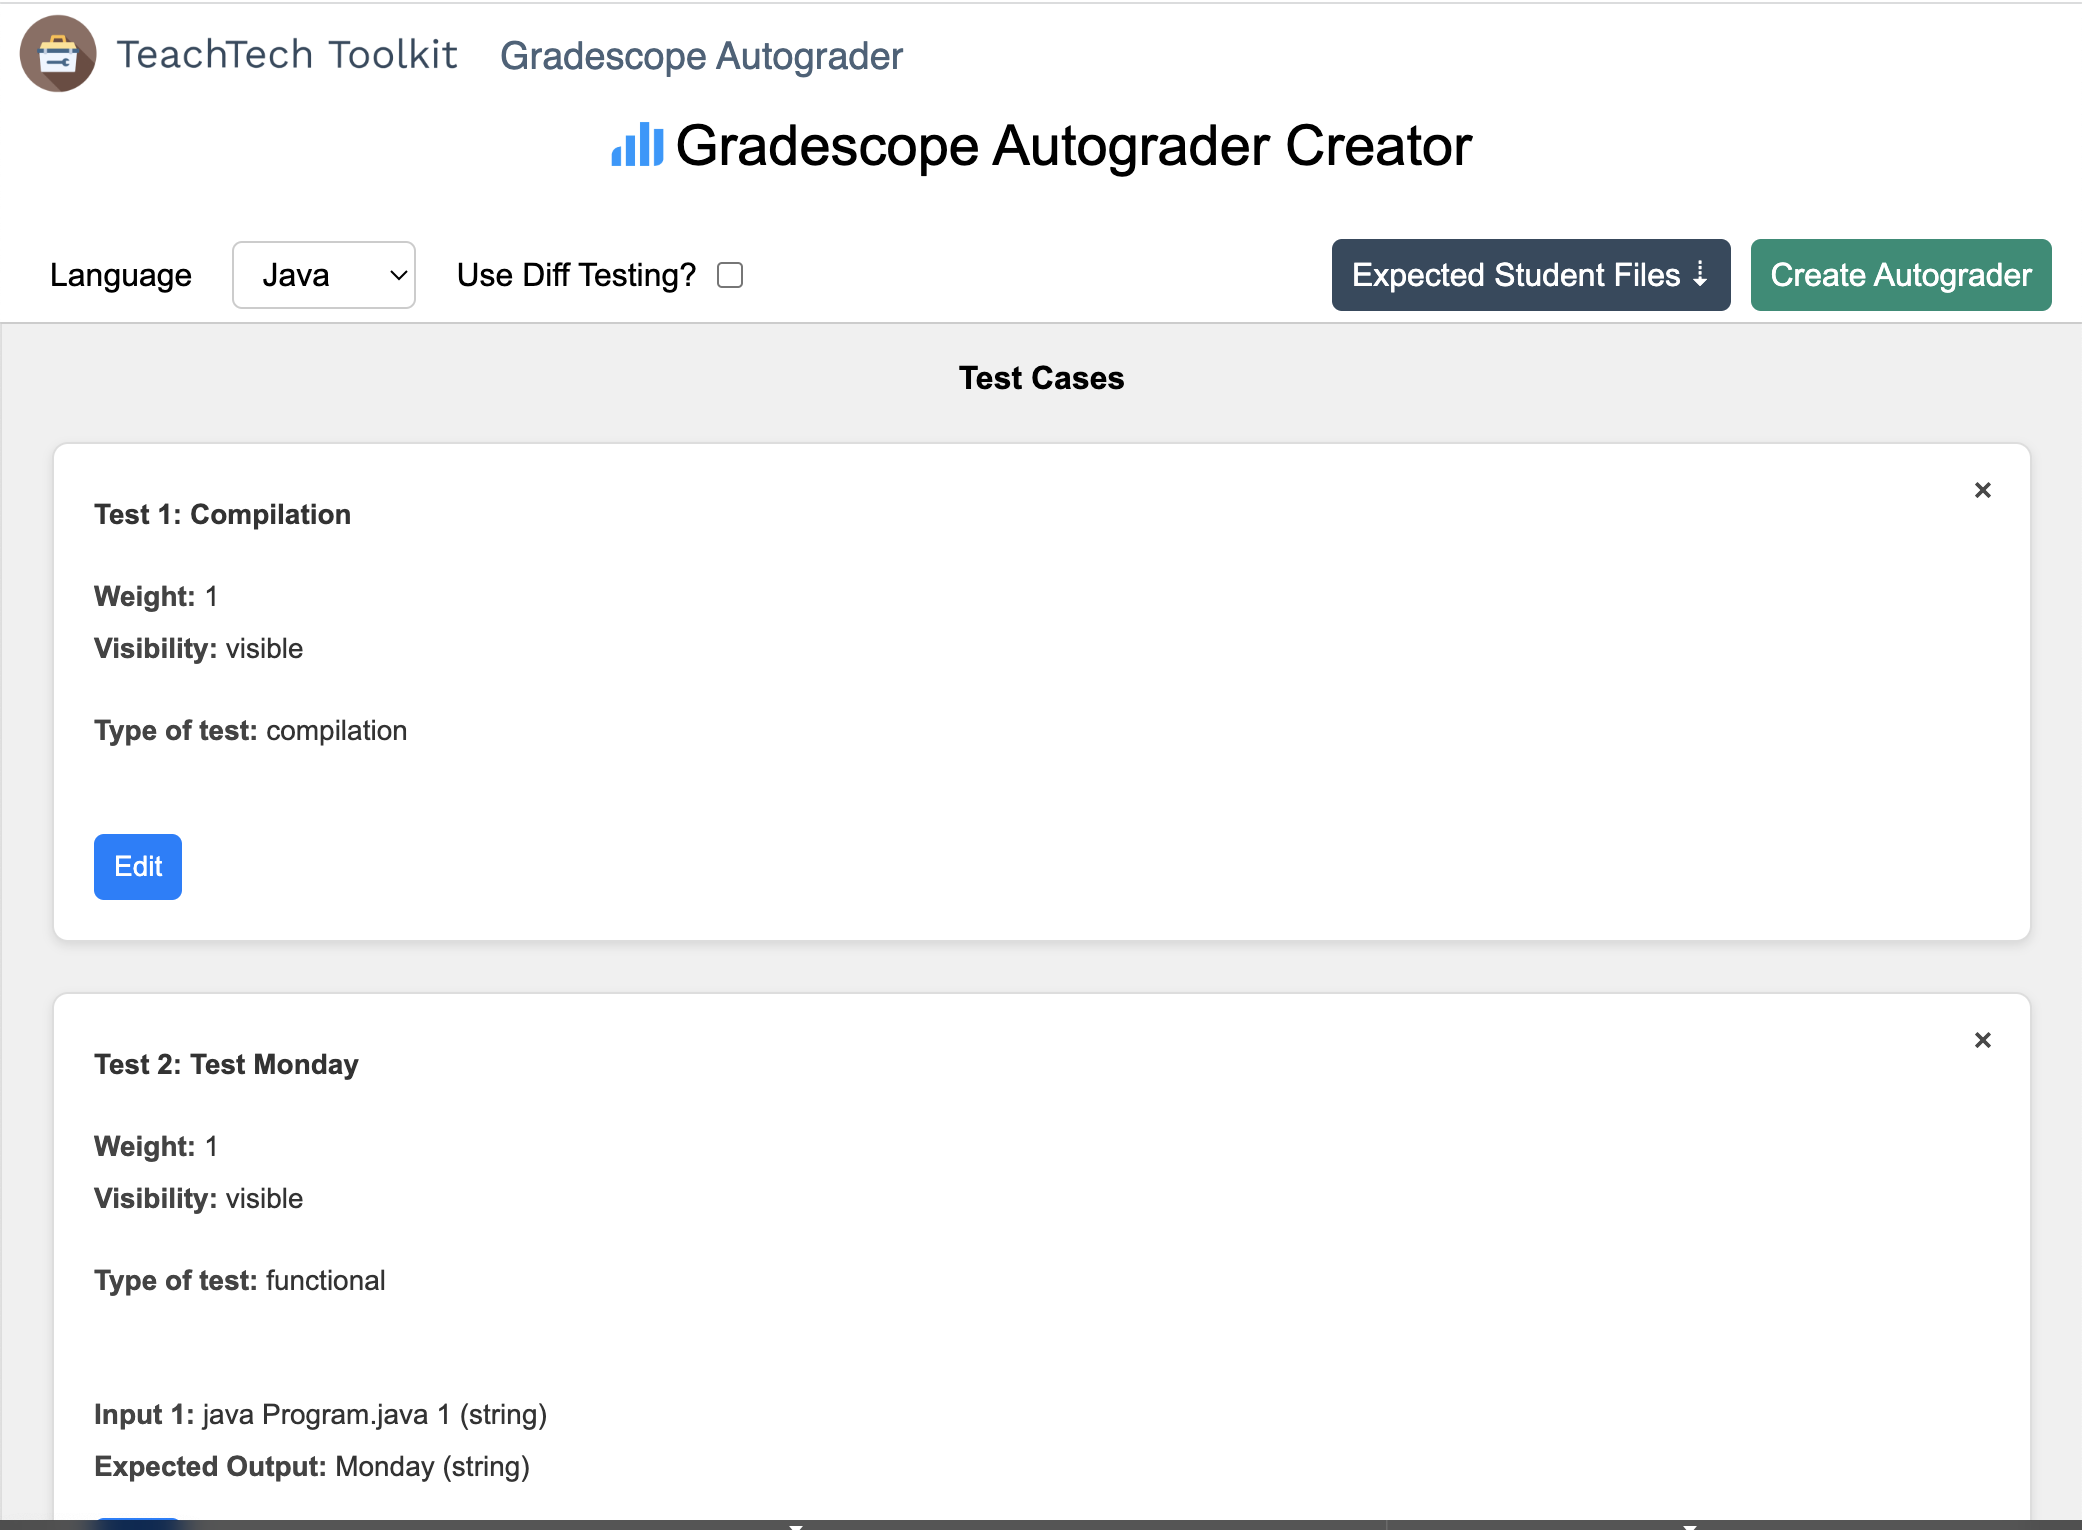 TeachTech Toolkit Gradescope Autograder
Gradescope Autograder Creator
Language Java Use Diff Testing? Expected Student Files ⇣ Create Autograder
Test Cases
×
Test 1: Compilation
Weight: 1
Visibility: visible
Type of test: compilation
Edit
×
Test 2: Test Monday
Weight: 1
Visibility: visible
Type of test: functional
Input 1: java Program.java 1 (string)
Expected Output: Monday (string)